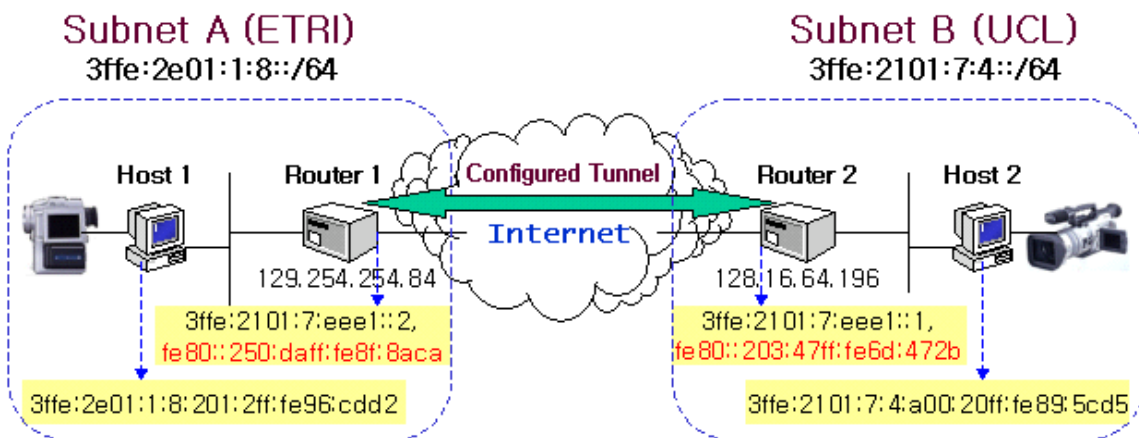 Subnet A (ETRI)
3ffe:2e01:1:8::/64
Subnet B (UCL)
3ffe:2101:7:4::/64
Host 1
Router 1
Configured Tunnel
Router 2
Host 2
Internet
129.254.254.84
128.16.64.196
3ffe:2101:7:eee1::2,
fe80::250:daff:fe8f:8aca
3ffe:2101:7:eee1::1,
fe80::203:47ff:fe6d:472b
3ffe:2e01:1:8:201:2ff:fe96:cdd2
3ffe:2101:7:4:a00:20ff:fe89:5cd5